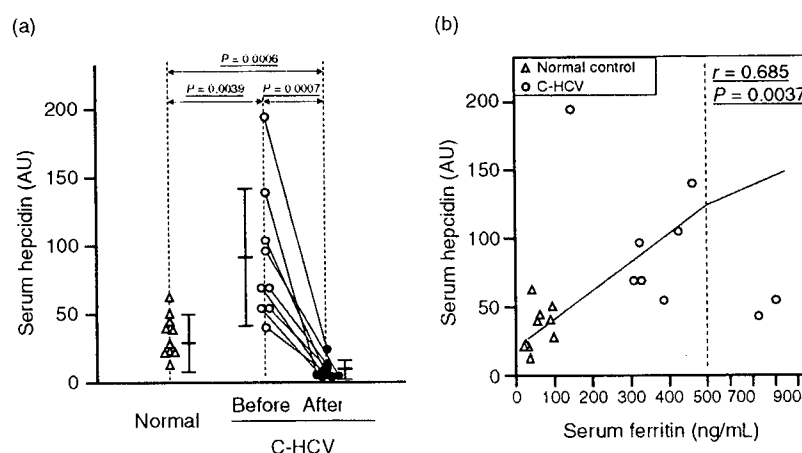 (a)
P = 0.0006
P = 0.0039
P = 0.0007
200
150
100
50
0
Serum hepcidin (AU)
Normal
Before After
C-HCV
(b)
Normal control
C-HCV
r = 0.685
P = 0.0037
200
150
100
50
0
Serum hepcidin (AU)
0 100 300 500 700 900
Serum ferritin (ng/mL)